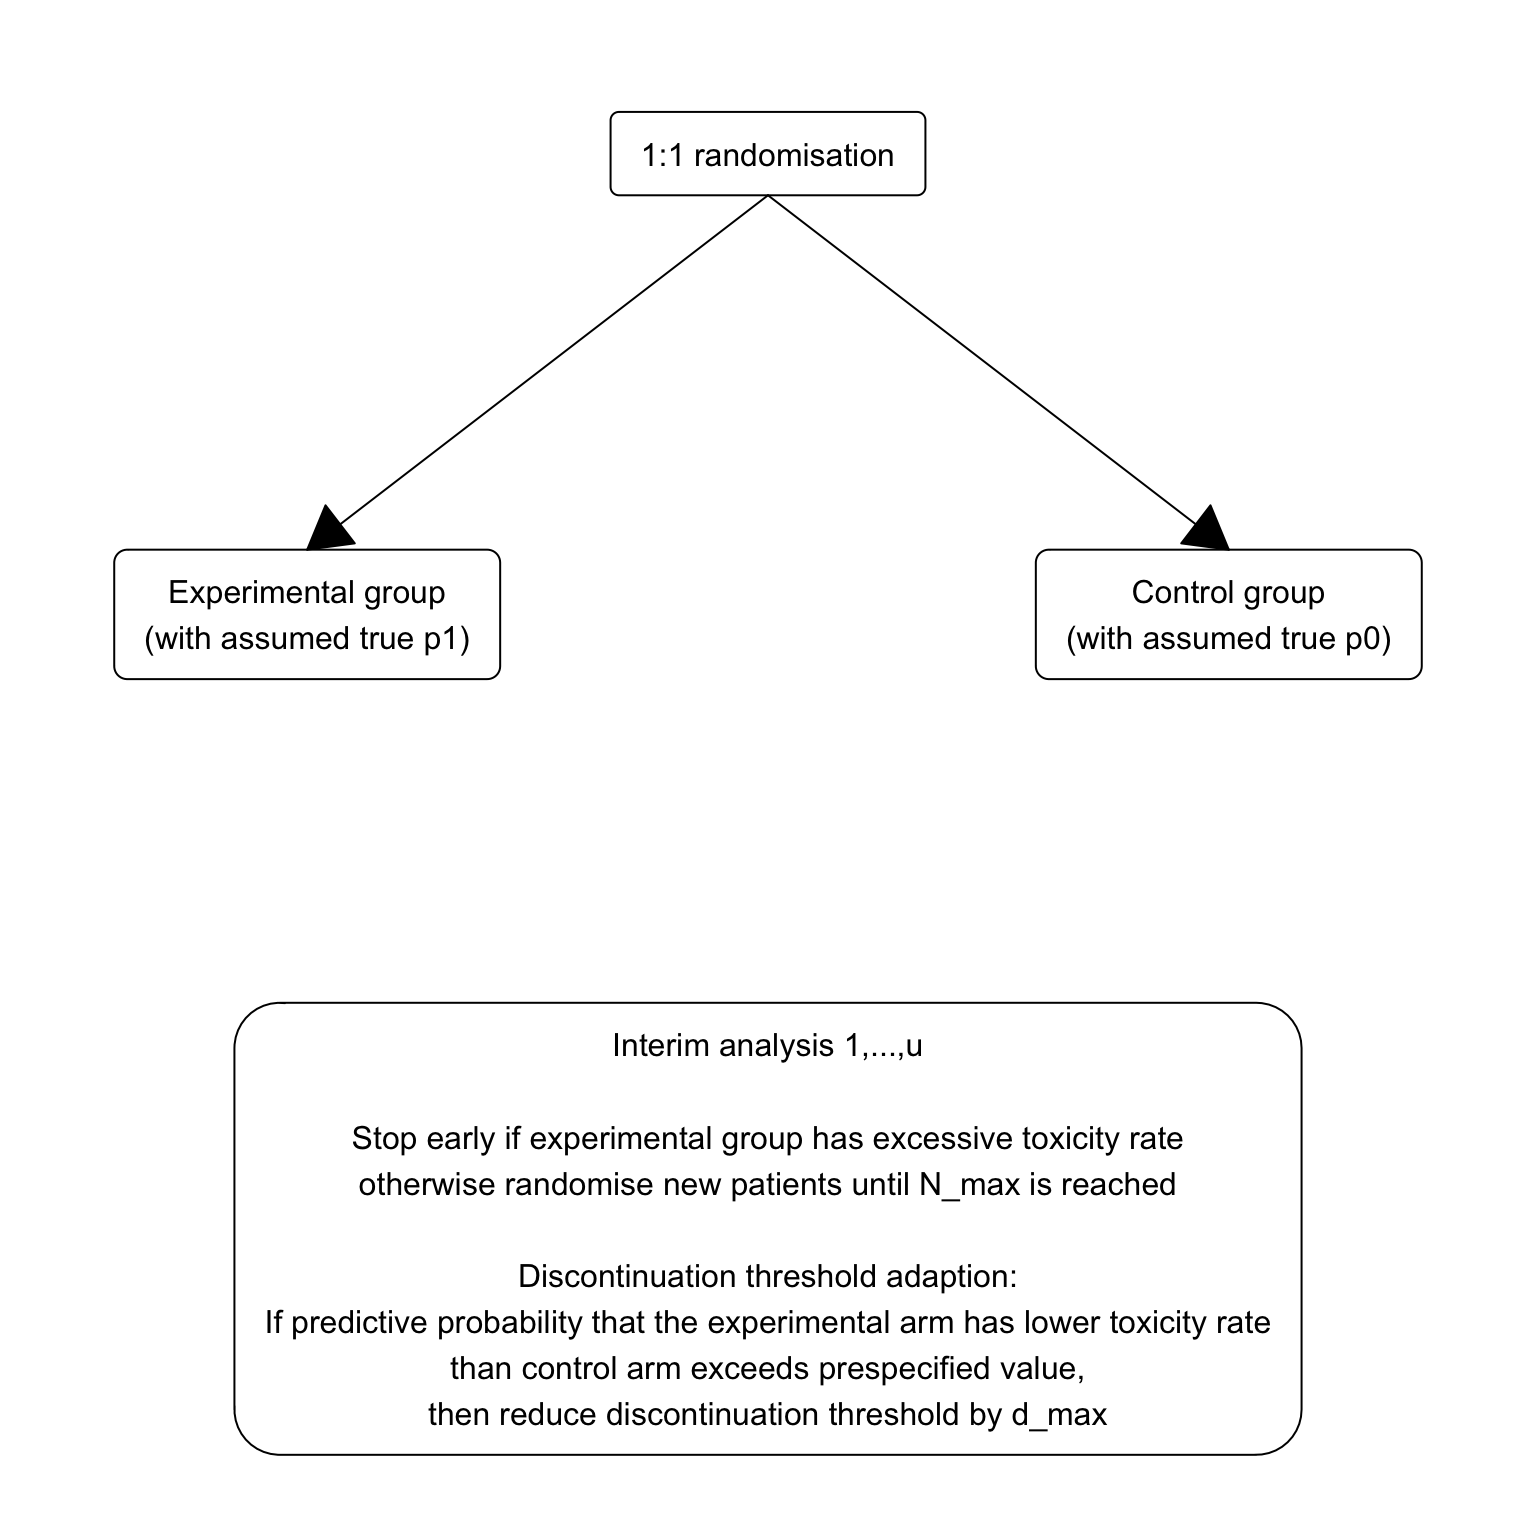 1:1 randomisation
Experimental group
(with assumed true p1)
Control group
(with assumed true p0)
Interim analysis 1,...,u
Stop early if experimental group has excessive toxicity rate
otherwise randomise new patients until N_max is reached
Discontinuation threshold adaption:
If predictive probability that the experimental arm has lower toxicity rate
than control arm exceeds prespecified value,
then reduce discontinuation threshold by d_max